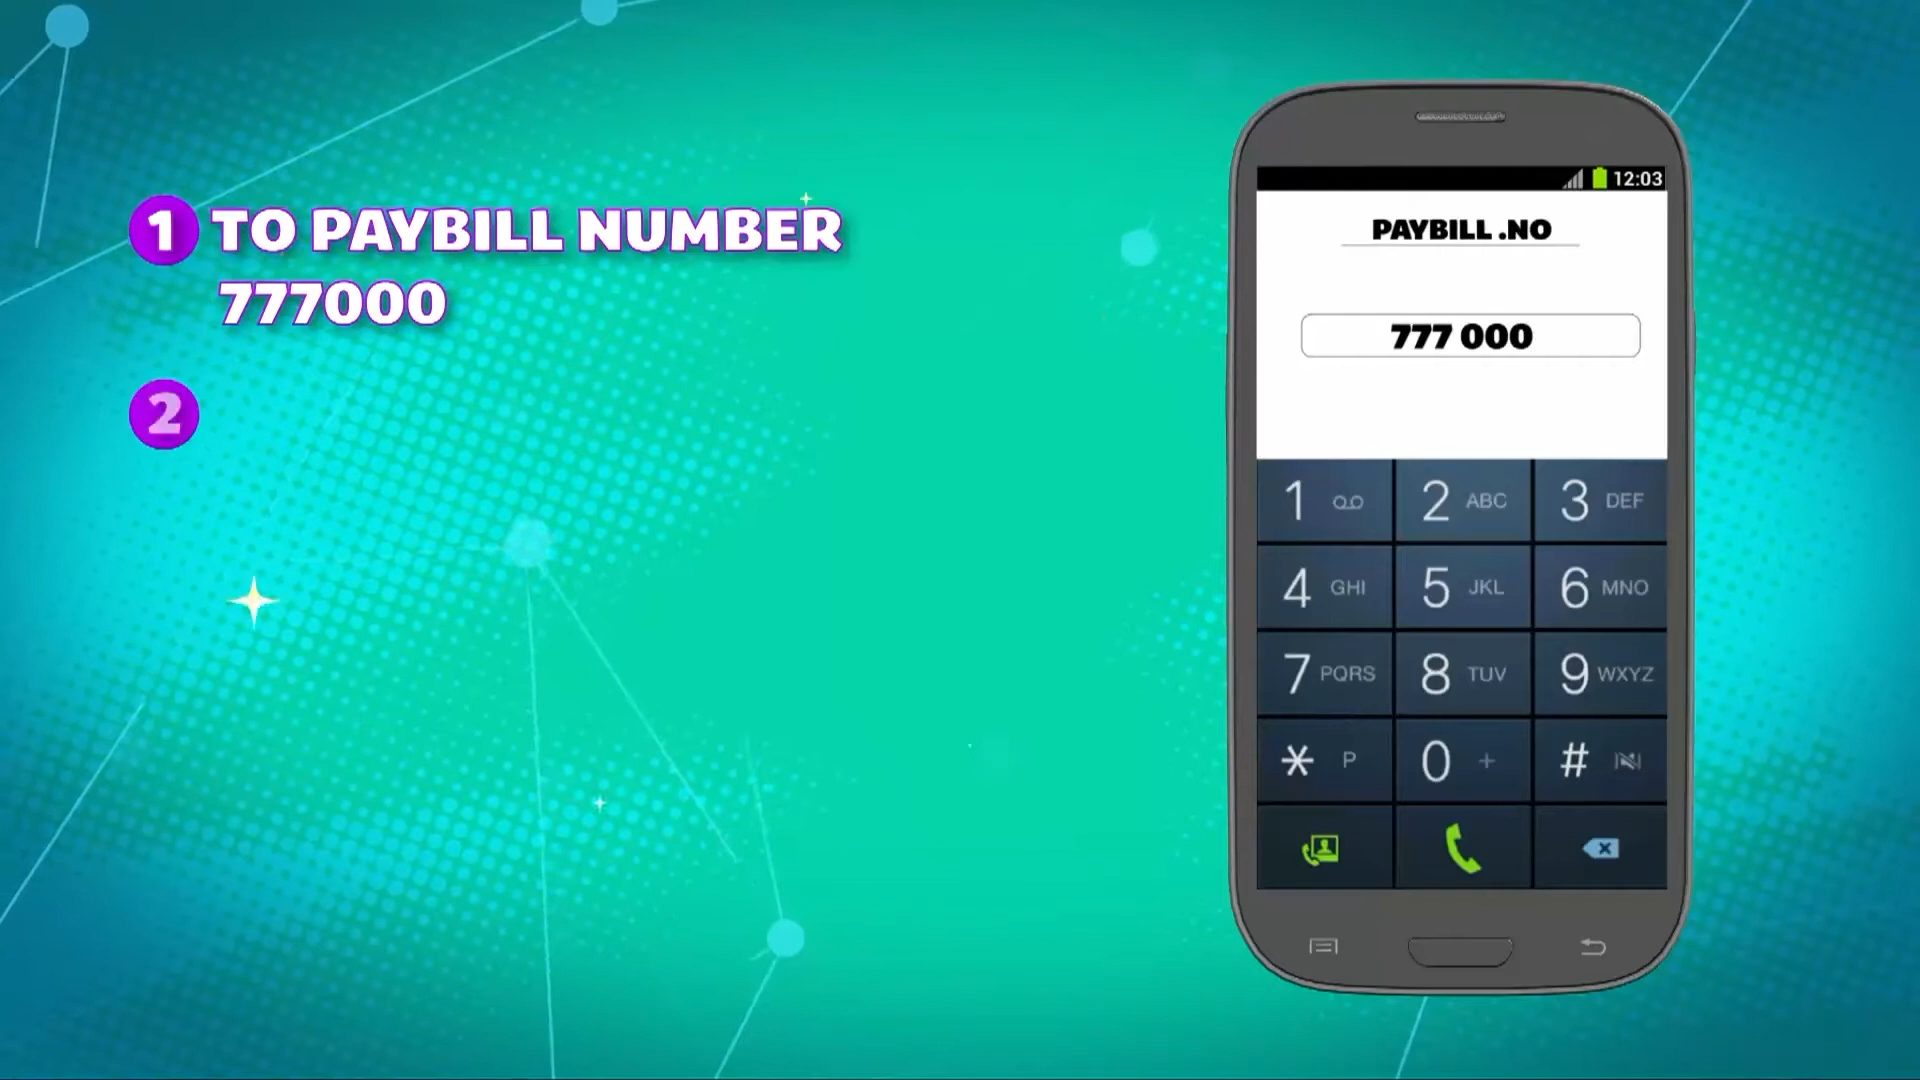 1 TO PAYBILL NUMBER
777000
2
12:03
PAYBILL .NO
777 000
1
2 ABC
3 DEF
4 GHI
5 JKL
6 MNO
7 PQRS
8 TUV
9 WXYZ
* P
0 +
#